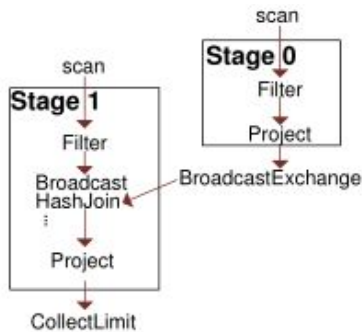 scan
Stage 0
Filter
Project
BroadcastExchange
scan
Stage 1
Filter
Broadcast
HashJoin
...
Project
CollectLimit